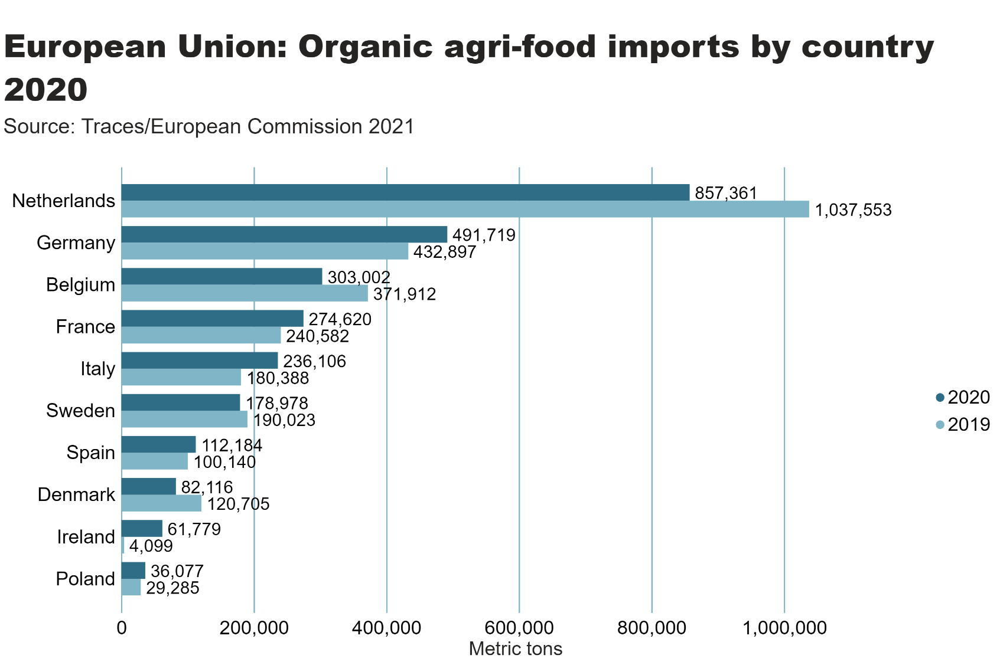 European Union: Organic agri-food imports by country
2020
Source: Traces/European Commission 2021
Netherlands
857,361
1,037,553
Germany
491,719
432,897
Belgium
303,002
371,912
France
274,620
240,582
Italy
236,106
180,388
Sweden
178,978
190,023
Spain
112,184
100,140
Denmark
82,116
120,705
Ireland
61,779
4,099
Poland
36,077
29,285
2020
2019
0 200,000 400,000 600,000 800,000 1,000,000
Metric tons